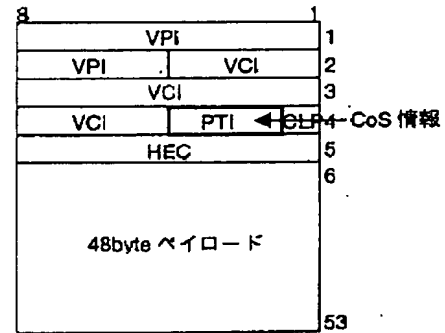 8 1
VPI 1
VPI VCI 2
VCI 3
VCI PTI CLP 4 CoS 情報
HEC 5
6
48byte ペイロード
53